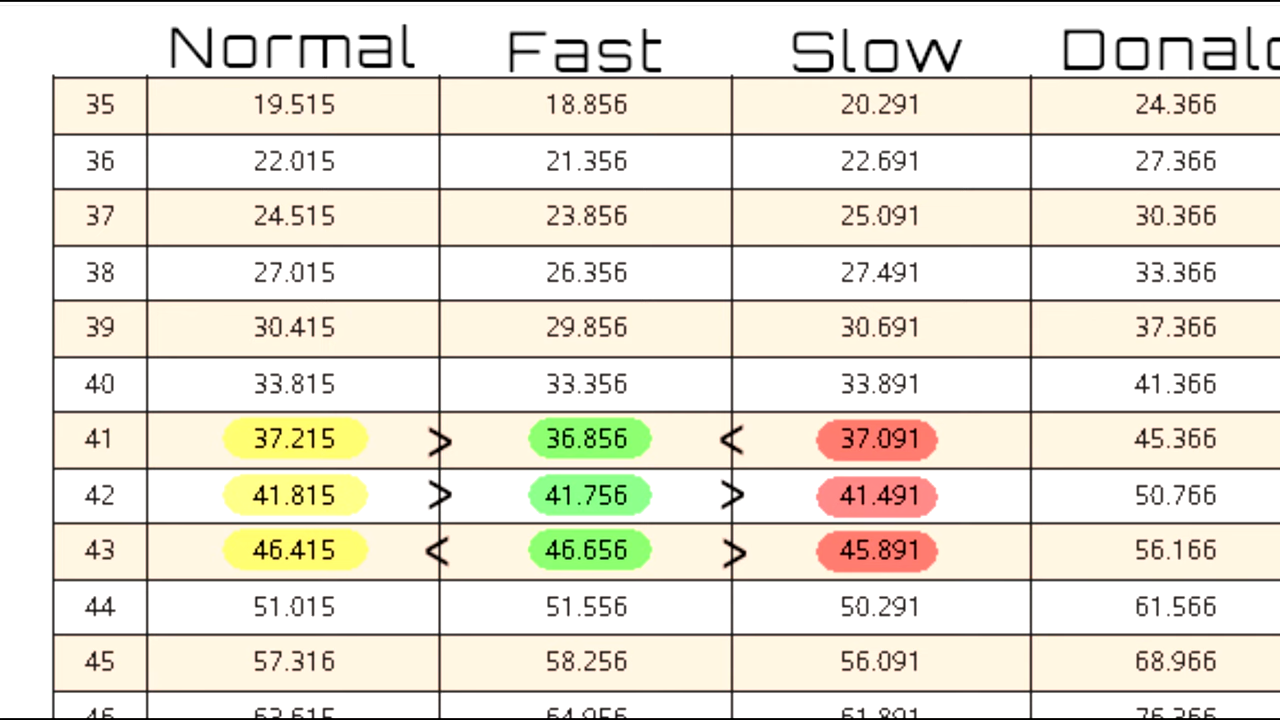 Normal Fast Slow
35 19.515 18.856 20.291 24.366
36 22.015 21.356 22.691 27.366
37 24.515 23.856 25.091 30.366
38 27.015 26.356 27.491 33.366
39 30.415 29.856 30.691 37.366
40 33.815 33.356 33.891 41.366
41 37.215 > 36.856 < 37.091 45.366
42 41.815 > 41.756 > 41.491 50.766
43 46.415 < 46.656 > 45.891 56.166
44 51.015 51.556 50.291 61.566
45 57.316 58.256 56.091 68.966